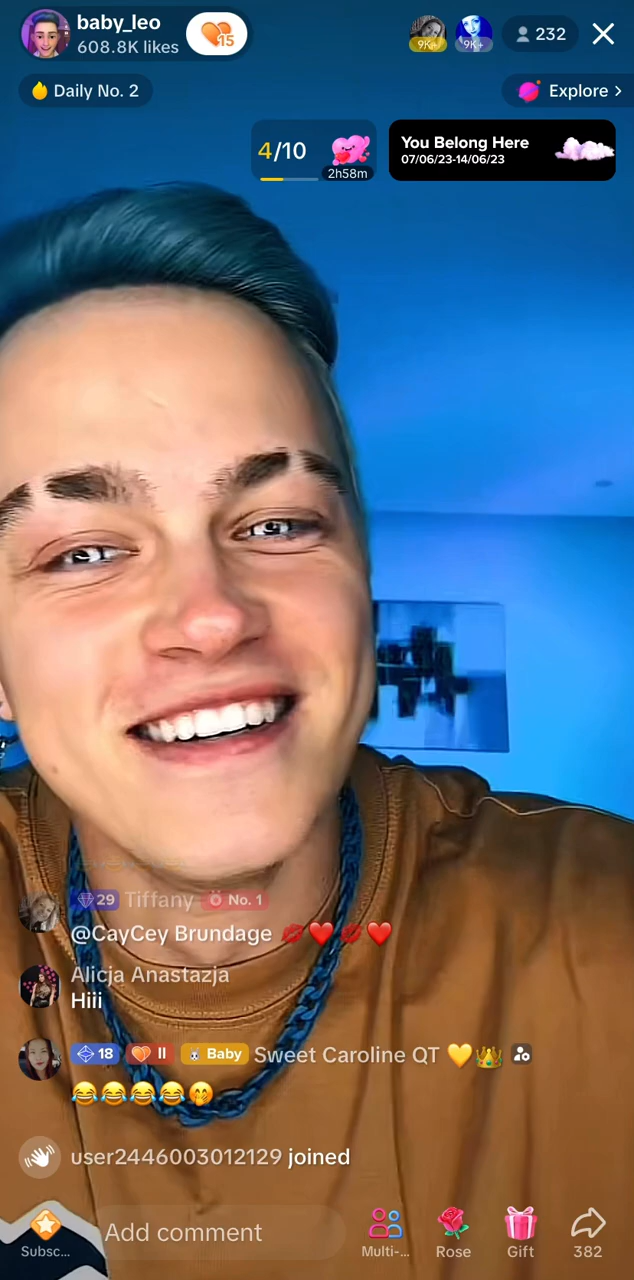 baby_leo
608.8K likes
15
9K+
9K+
232
Daily No. 2
Explore
4/10
2h58m
You Belong Here
07/06/23-14/06/23
29 Tiffany No. 1
@CayCey Brundage
Alicja Anastazja
Hiii
18 II Baby Sweet Caroline QT
user2446003012129 joined
Subsc...
Add comment
Multi-...
Rose
Gift
382